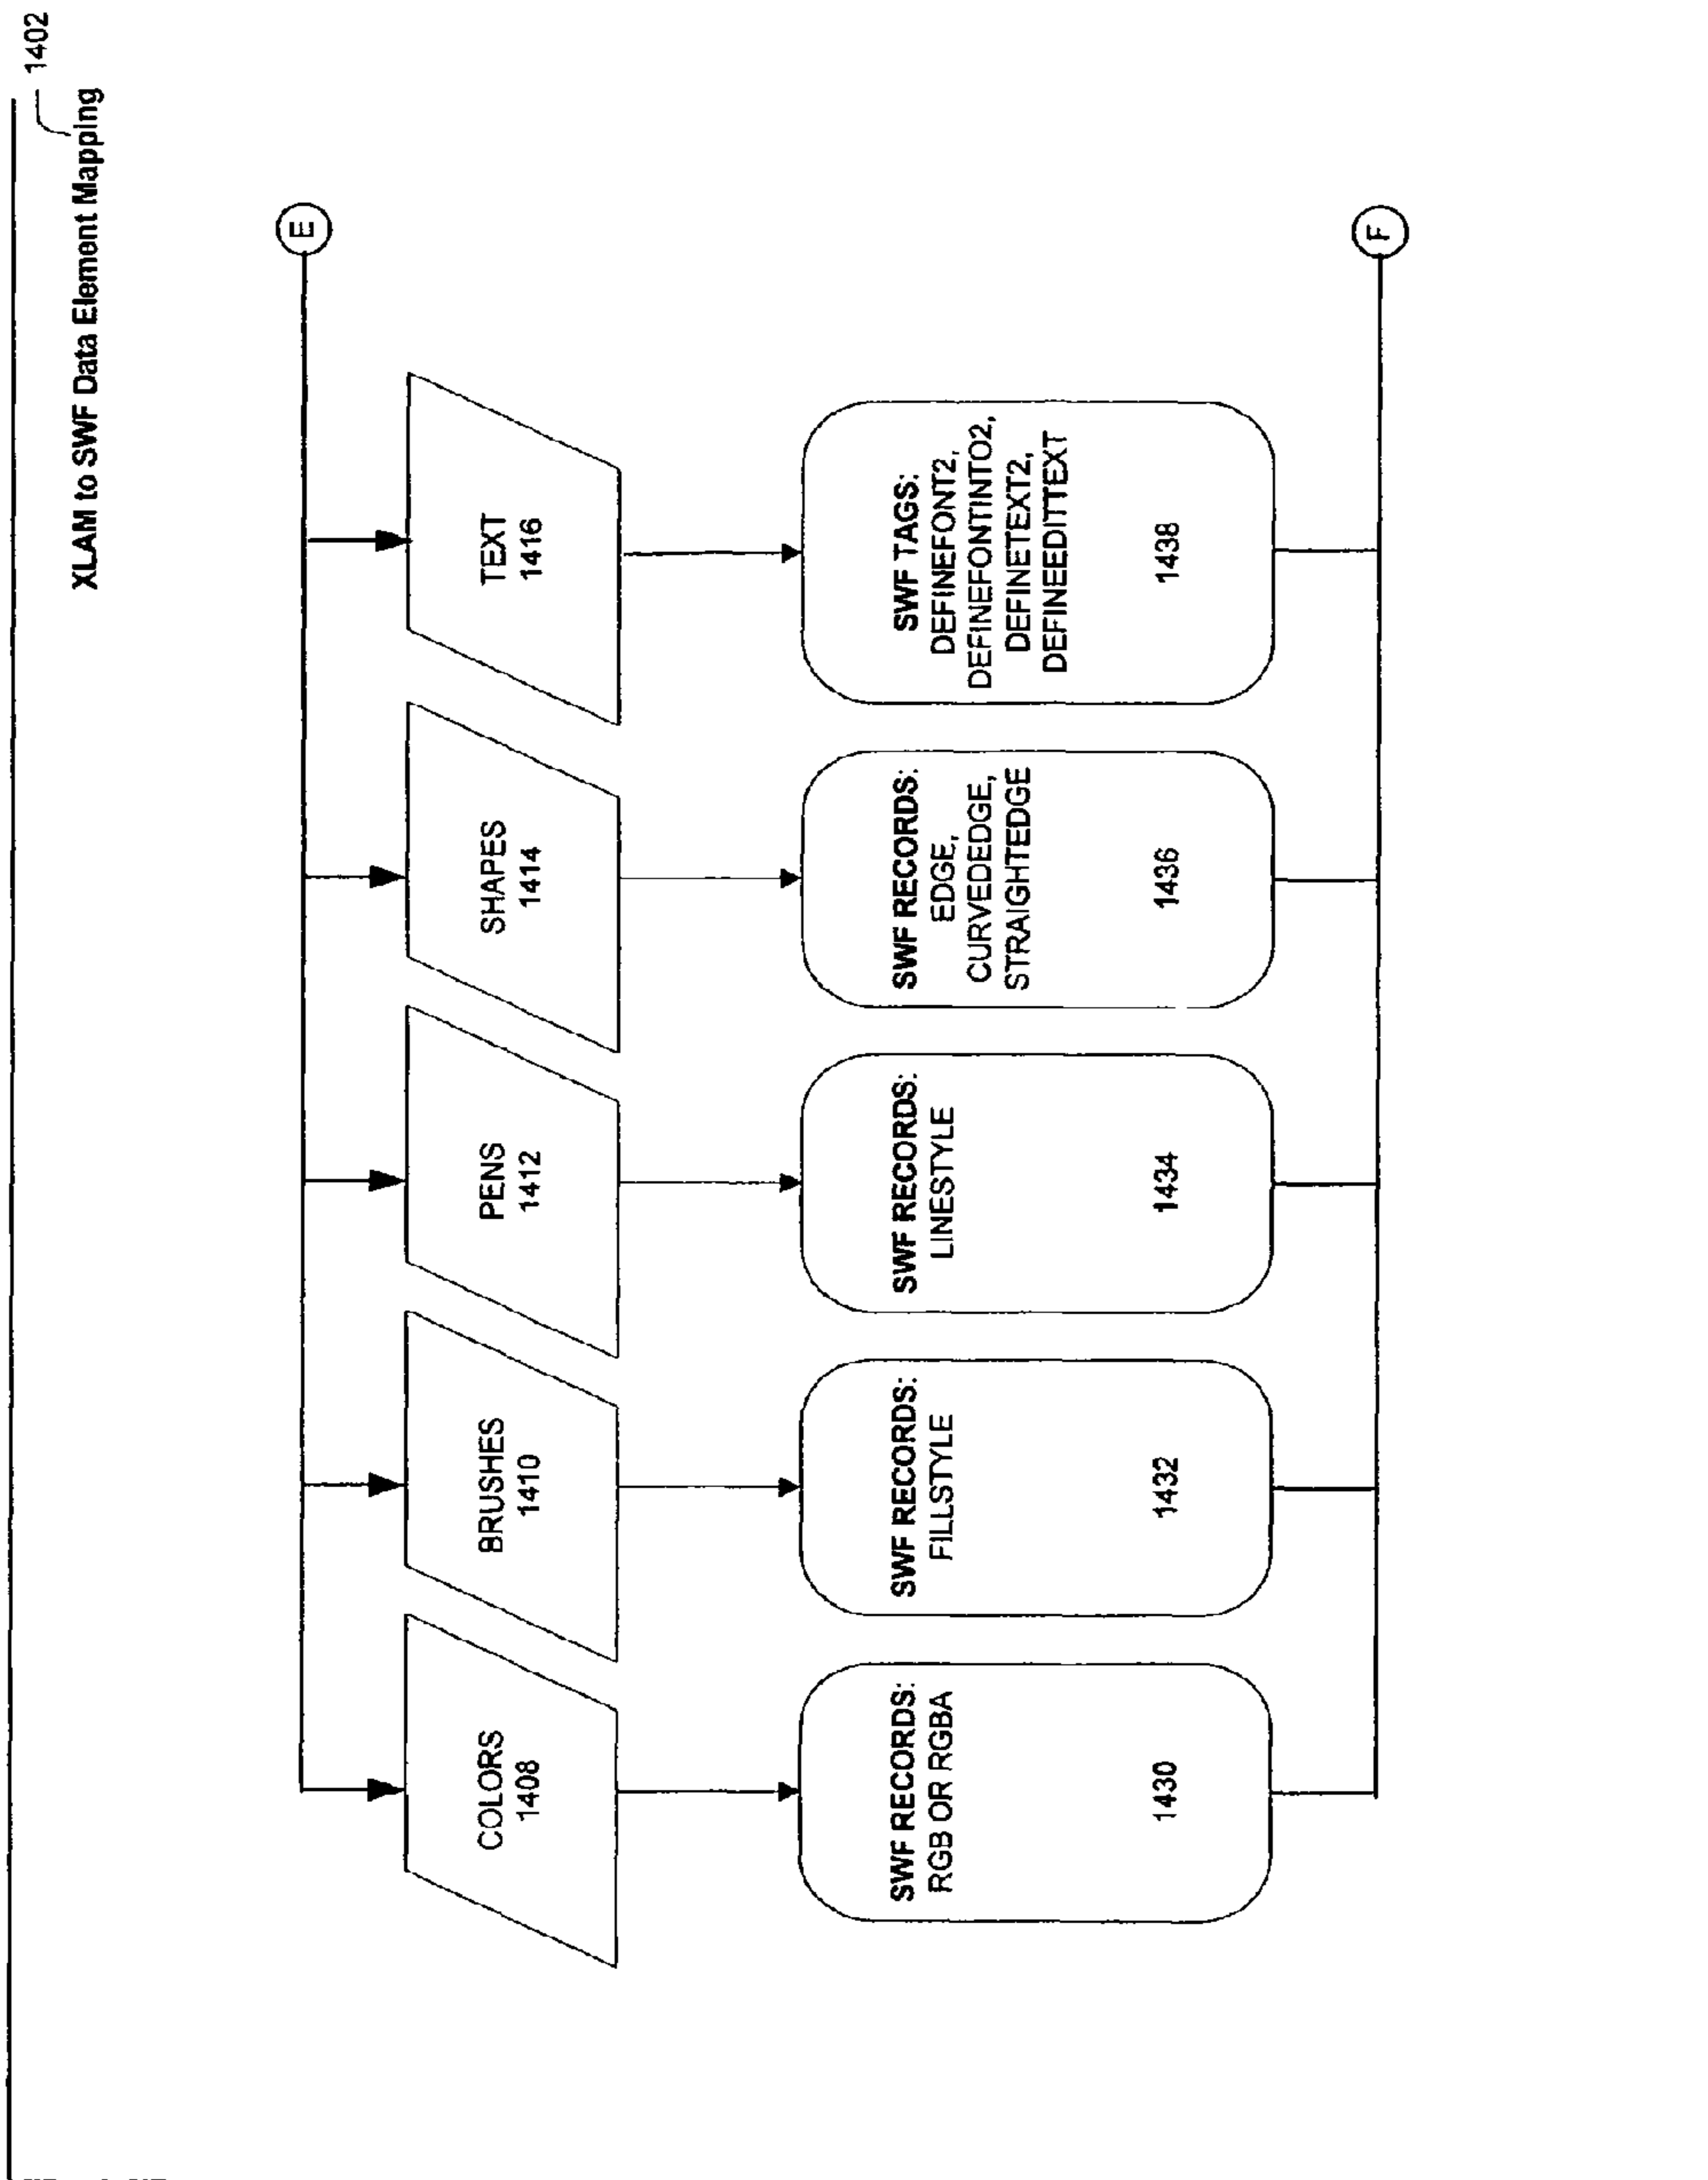 1402
XLAM to SWF Data Element Mapping
E
COLORS
1408
BRUSHES
1410
PENS
1412
SHAPES
1414
TEXT
1416
SWF RECORDS:
RGB OR RGBA
1430
SWF RECORDS:
FILLSTYLE
1432
SWF RECORDS:
LINESTYLE
1434
SWF RECORDS:
EDGE,
CURVEDEDGE,
STRAIGHTEDGE
1436
SWF TAGS:
DEFINEFONT2,
DEFINEFONTINTO2,
DEFINETEXT2,
DEFINEEDITTEXT
1438
F